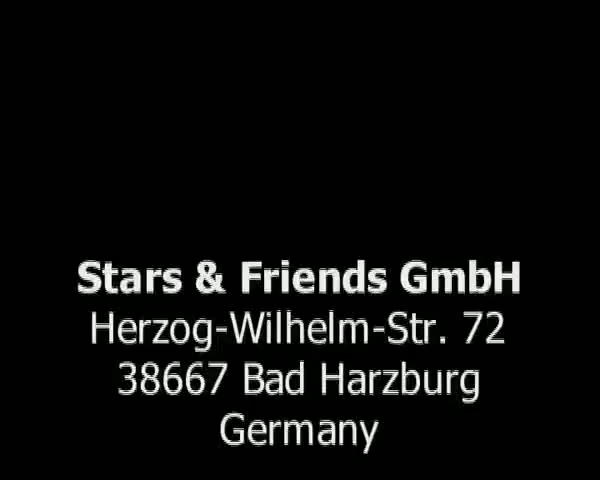 Stars & Friends GmbH
Herzog-Wilhelm-Str. 72
38667 Bad Harzburg
Germany